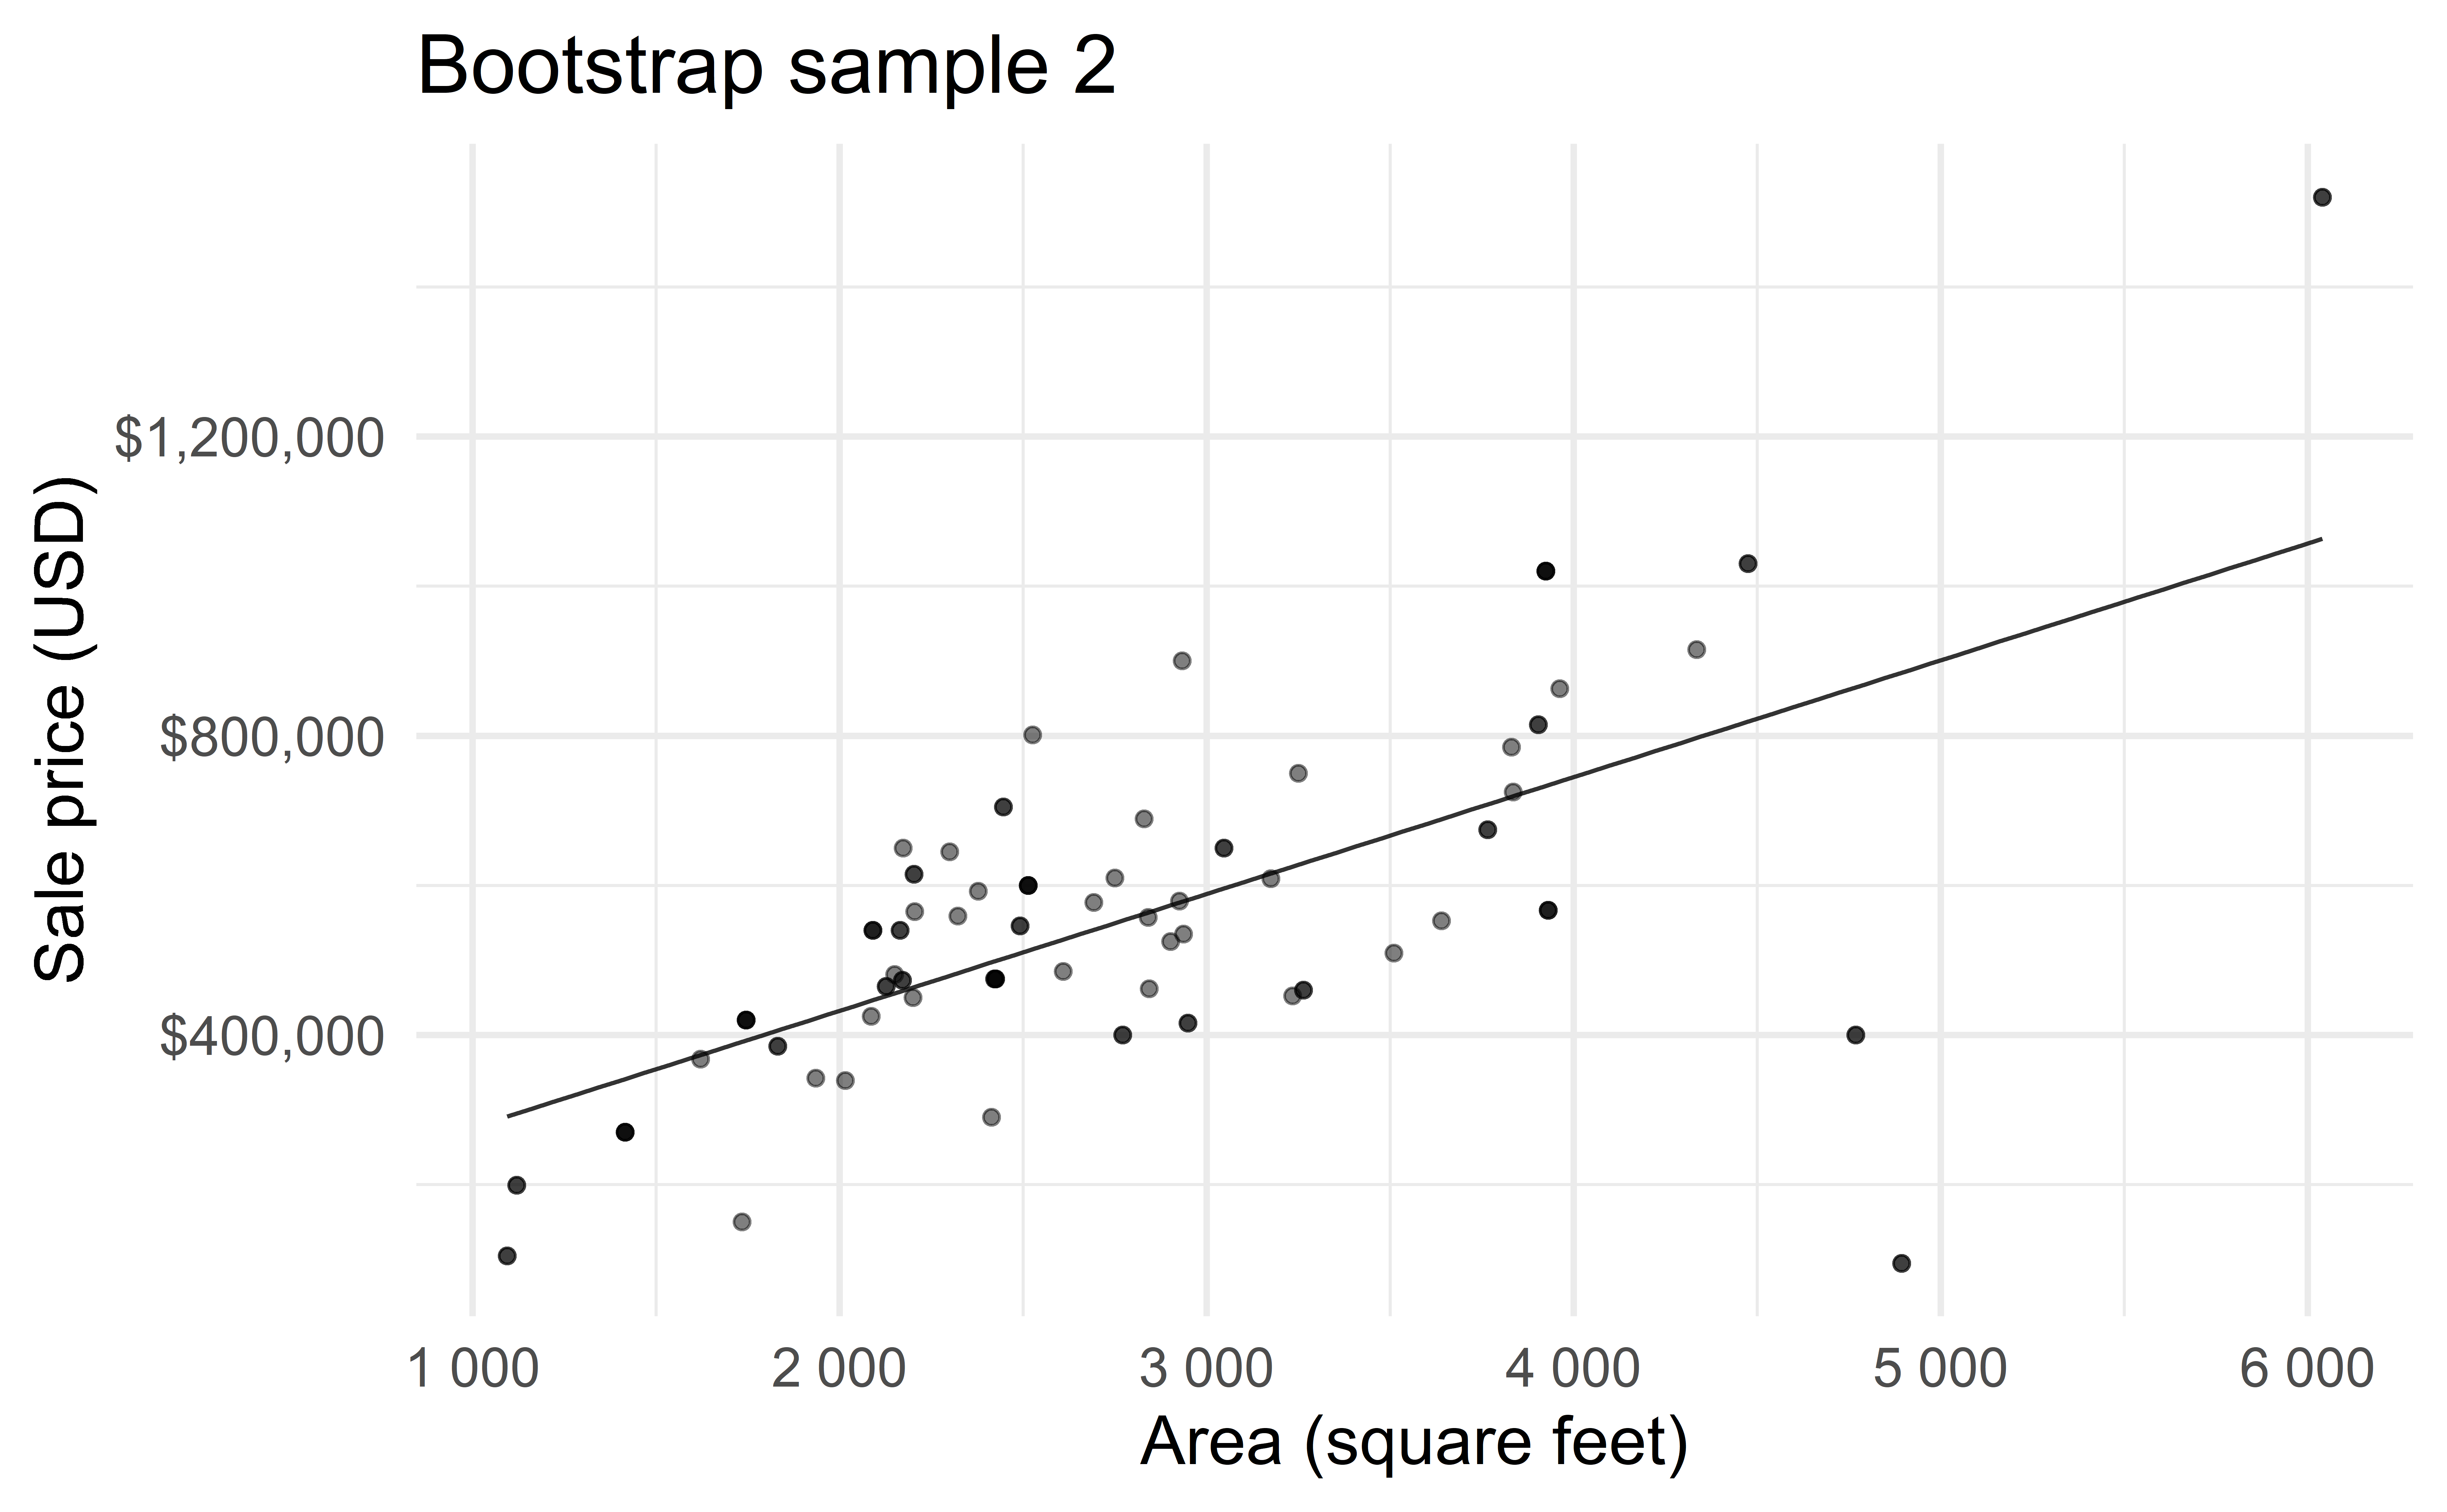 Bootstrap sample 2
Sale price (USD)
$1,200,000
$800,000
$400,000
1 000 2 000 3 000 4 000 5 000 6 000
Area (square feet)